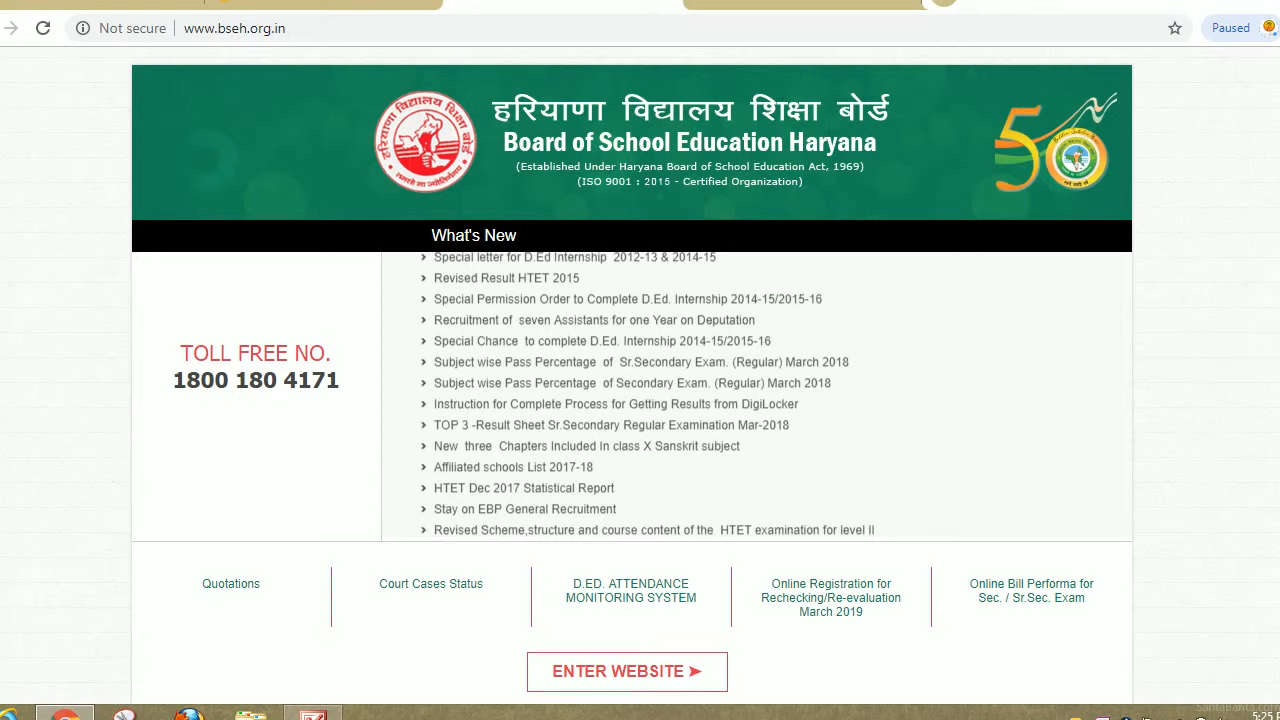 Not secure
www.bseh.org.in
Paused
हरियाणा विद्यालय शिक्षा बोर्ड
Board of School Education Haryana
(Established Under Haryana Board of School Education Act, 1969)
(ISO 9001 : 2015 - Certified Organization)
हरियाणा विद्यालय शिक्षा बोर्ड
50
What's New
Special letter for D.Ed Internship 2012-13 & 2014-15
Revised Result HTET 2015
Special Permission Order to Complete D.Ed. Internship 2014-15/2015-16
Recruitment of seven Assistants for one Year on Deputation
Special Chance to complete D.Ed. Internship 2014-15/2015-16
Subject wise Pass Percentage of Sr.Secondary Exam. (Regular) March 2018
Subject wise Pass Percentage of Secondary Exam. (Regular) March 2018
Instruction for Complete Process for Getting Results from DigiLocker
TOP 3 -Result Sheet Sr.Secondary Regular Examination Mar-2018
New three Chapters Included In class X Sanskrit subject
Affiliated schools List 2017-18
HTET Dec 2017 Statistical Report
Stay on EBP General Recruitment
Revised Scheme,structure and course content of the HTET examination for level II
TOLL FREE NO.
1800 180 4171
Quotations
Court Cases Status
D.ED. ATTENDANCE
MONITORING SYSTEM
Online Registration for
Rechecking/Re-evaluation
March 2019
Online Bill Performa for
Sec. / Sr.Sec. Exam
ENTER WEBSITE ➤
SantaBanta.com
5:25